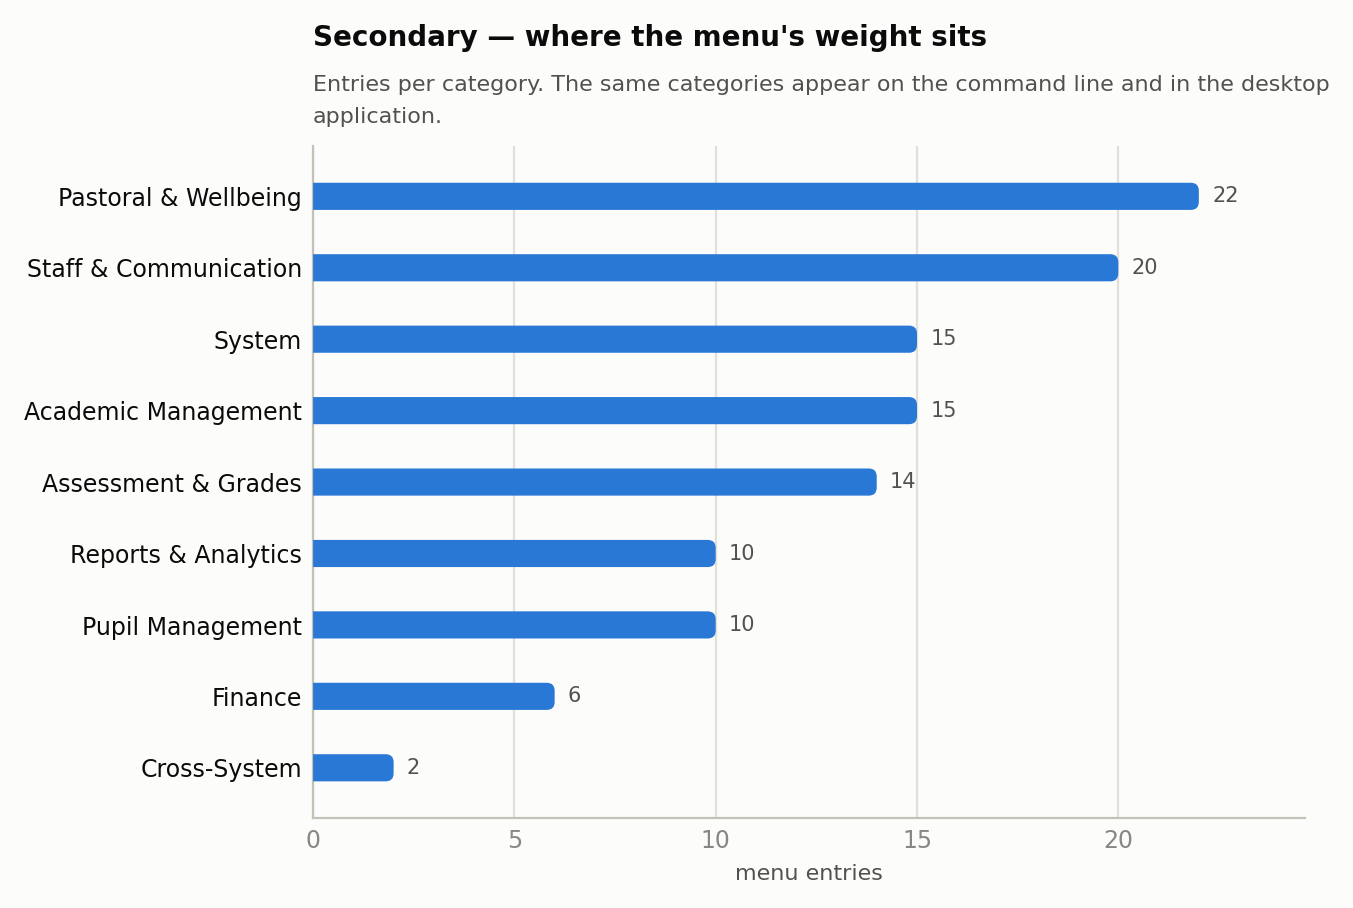 Secondary — where the menu's weight sits
Entries per category. The same categories appear on the command line and in the desktop
application.
Pastoral & Wellbeing 22
Staff & Communication 20
System 15
Academic Management 15
Assessment & Grades 14
Reports & Analytics 10
Pupil Management 10
Finance 6
Cross-System 2
0 5 10 15 20
menu entries